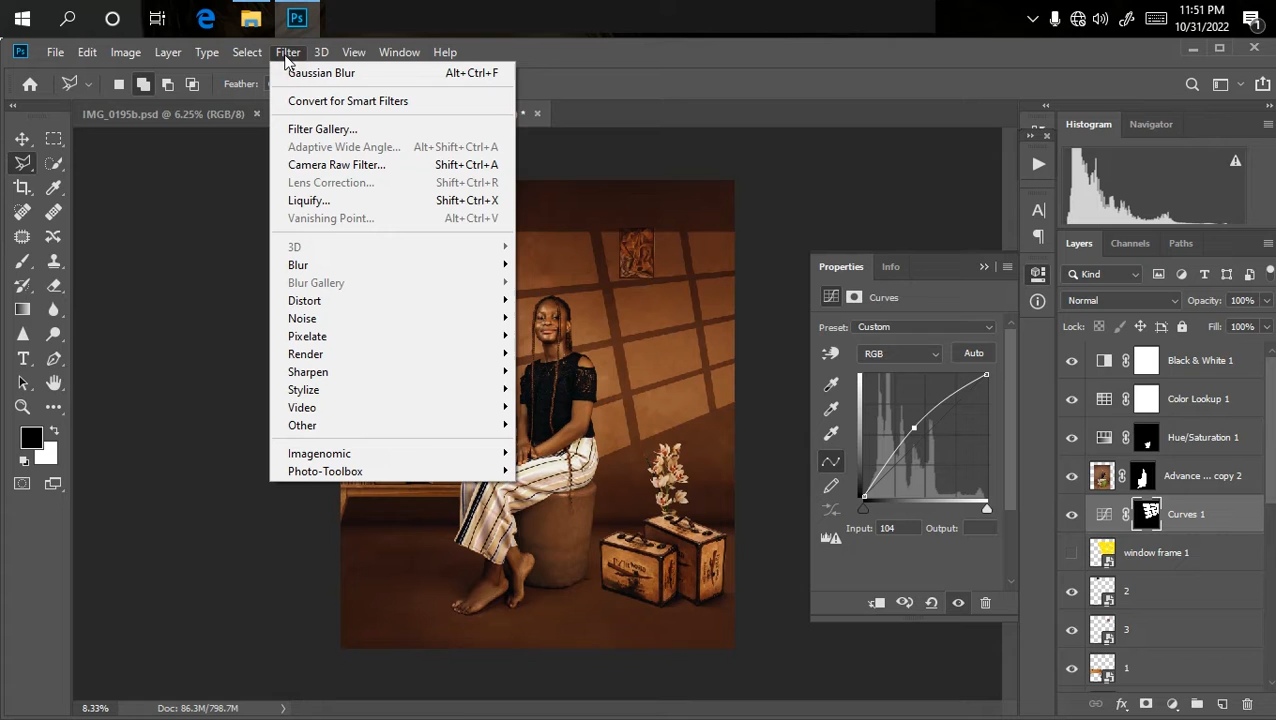 Ps
11:51 PM
10/31/2022
1
Ps
File Edit Image Layer Type Select Filter 3D View Window Help
Feather:
IMG_0195b.psd @ 6.25% (RGB/8) ×
Gaussian Blur Alt+Ctrl+F
Convert for Smart Filters
Filter Gallery...
Adaptive Wide Angle... Alt+Shift+Ctrl+A
Camera Raw Filter... Shift+Ctrl+A
Lens Correction... Shift+Ctrl+R
Liquify... Shift+Ctrl+X
Vanishing Point... Alt+Ctrl+V
3D
Blur
Blur Gallery
Distort
Noise
Pixelate
Render
Sharpen
Stylize
Video
Other
Imagenomic
Photo-Toolbox
Histogram Navigator
Properties Info
Curves
Preset: Custom
RGB Auto
Input: 104 Output:
Layers Channels Paths
Kind
Normal Opacity: 100%
Lock: Fill: 100%
Black & White 1
Color Lookup 1
Hue/Saturation 1
Advance ... copy 2
Curves 1
window frame 1
2
3
1
8.33% Doc: 86.3M/798.7M